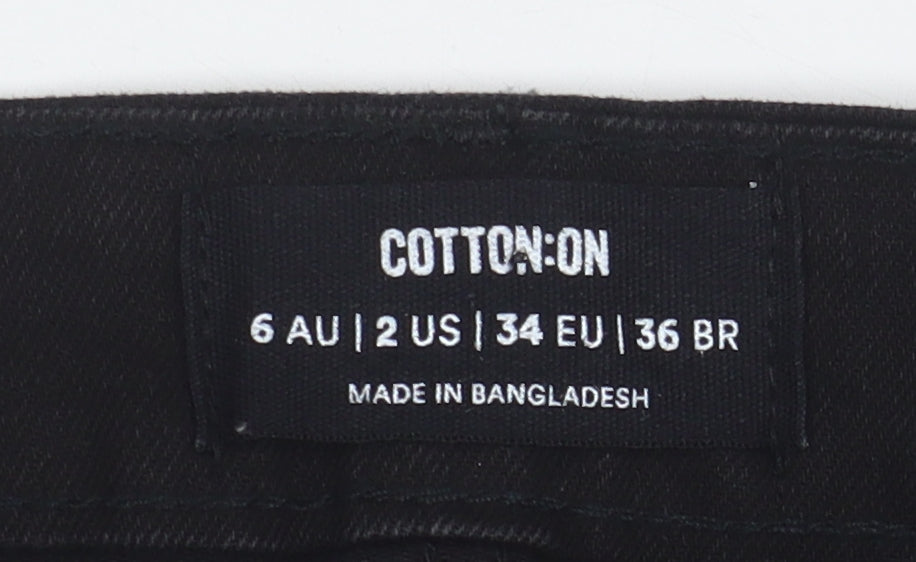 COTTON:ON
6 AU | 2 US | 34 EU | 36 BR
MADE IN BANGLADESH